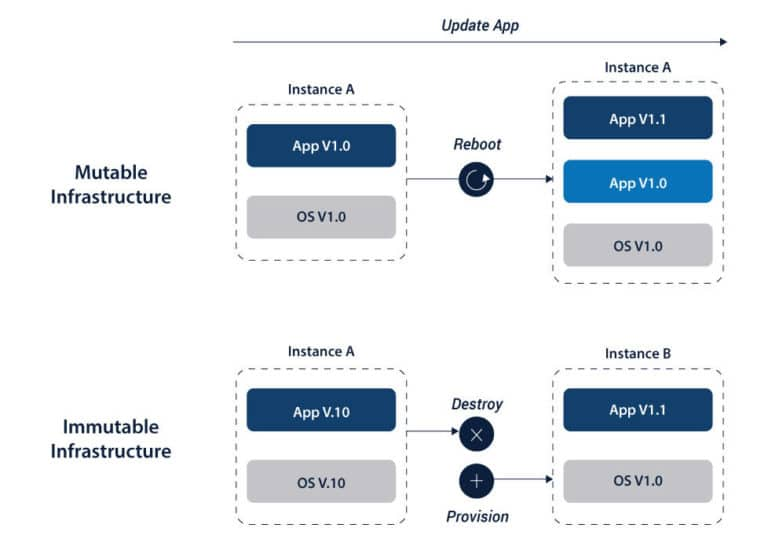 Update App
Instance A
Instance A
App V1.0
App V1.1
Mutable
Infrastructure
Reboot
App V1.0
OS V1.0
OS V1.0
Instance A
Instance B
App V.10
App V1.1
Immutable
Infrastructure
Destroy
OS V.10
OS V1.0
Provision